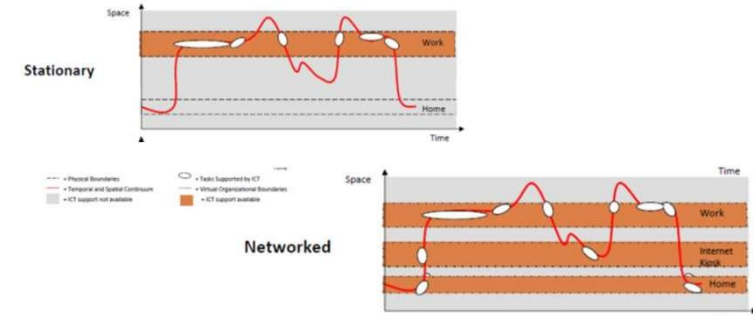 Space
Work
Stationary
Home
Time
= Physical Boundaries
= Tasks Supported by ICT
= Temporal and Spatial Continuum
= Virtual Organizational Boundaries
= ICT support not available
= ICT support available
Time
Space
Work
Networked
Internet
Kipsk
Home